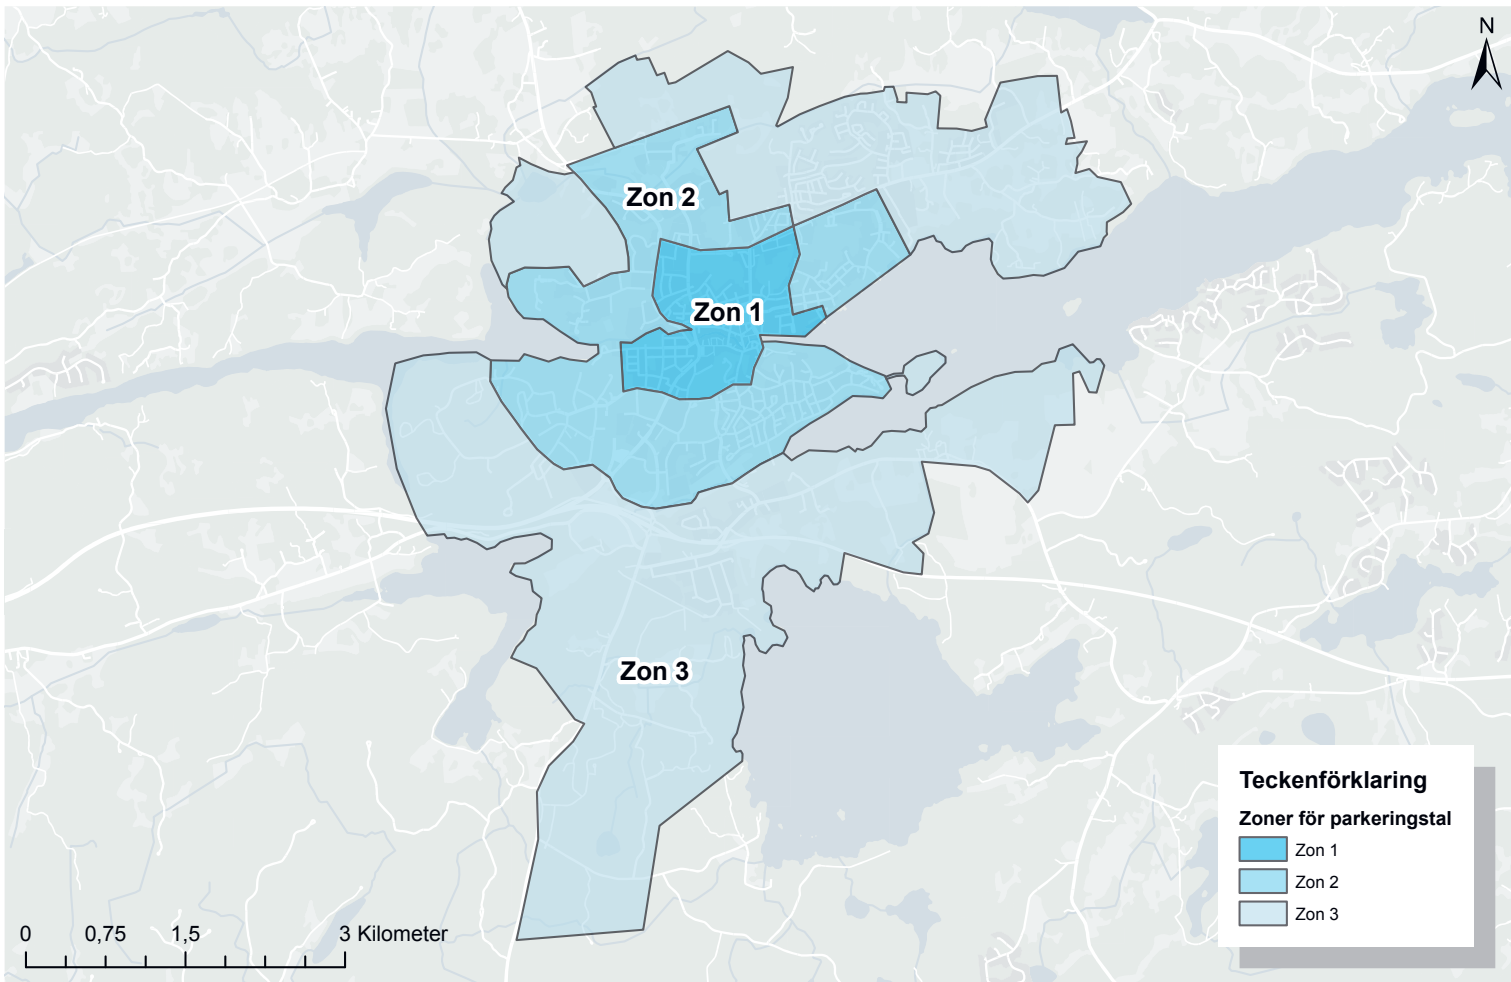 N
Zon 2
Zon 1
Zon 3
Teckenförklaring
Zoner för parkeringstal
Zon 1
Zon 2
Zon 3
0 0,75 1,5 3 Kilometer